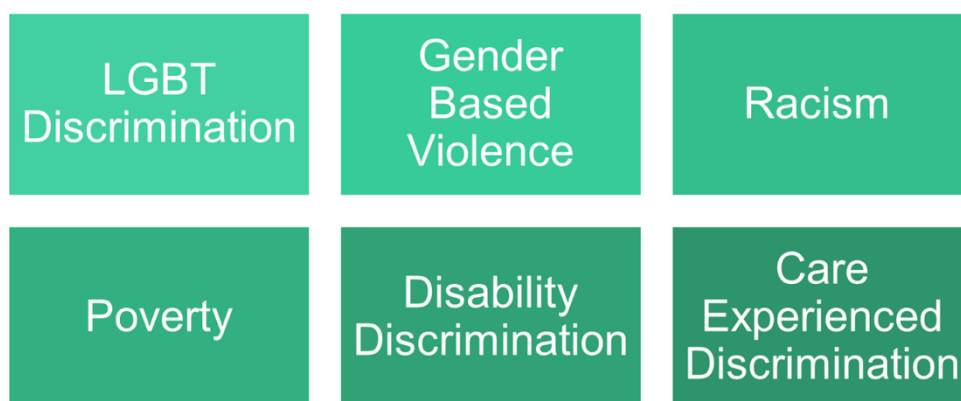 LGBT
Discrimination
Gender
Based
Violence
Racism
Poverty
Disability
Discrimination
Care
Experienced
Discrimination